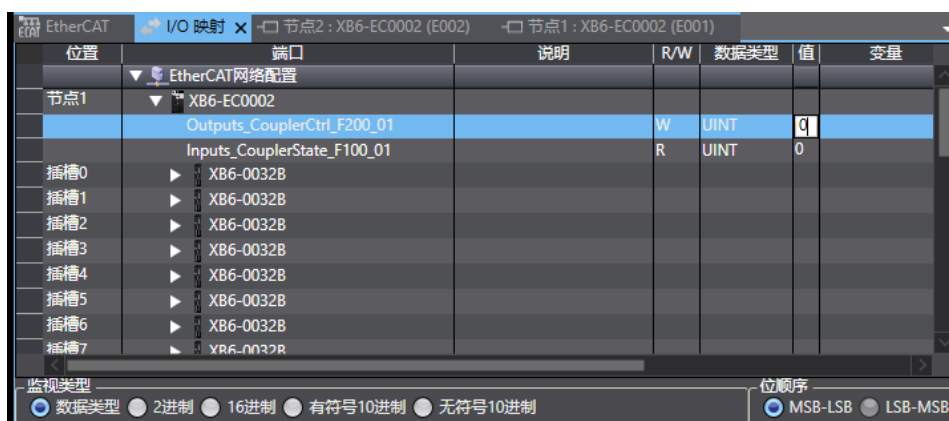 EtherCAT I/O 映射 节点2 : XB6-EC0002 (E002) 节点1 : XB6-EC0002 (E001)
位置 端口 说明 R/W 数据类型 值 变量
EtherCAT网络配置
节点1 XB6-EC0002
Outputs_CouplerCtrl_F200_01 W UINT 0
Inputs_CouplerState_F100_01 R UINT 0
插槽0 XB6-0032B
插槽1 XB6-0032B
插槽2 XB6-0032B
插槽3 XB6-0032B
插槽4 XB6-0032B
插槽5 XB6-0032B
插槽6 XB6-0032B
插槽7 XB6-0032B
监视类型 位顺序
数据类型 2进制 16进制 有符号10进制 无符号10进制 MSB-LSB LSB-MSB